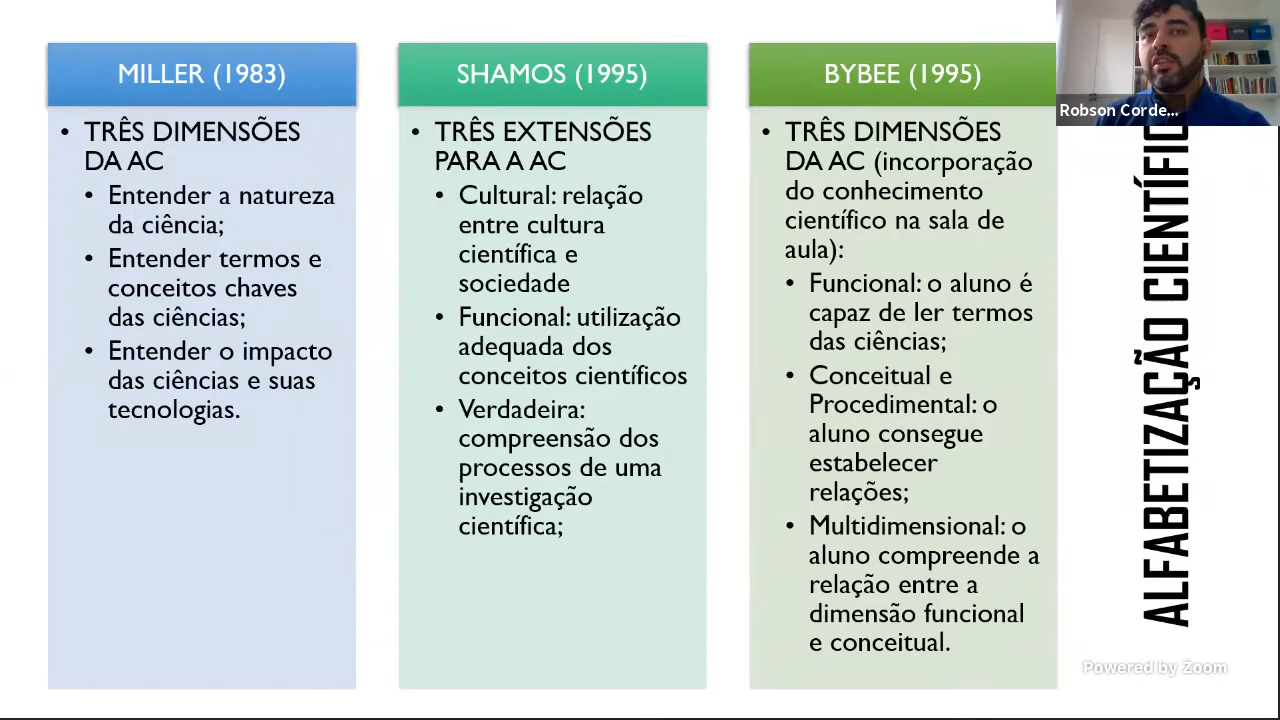 MILLER (1983)
• TRÊS DIMENSÕES
DA AC
• Entender a natureza
da ciência;
• Entender termos e
conceitos chaves
das ciências;
• Entender o impacto
das ciências e suas
tecnologias.
SHAMOS (1995)
• TRÊS EXTENSÕES
PARA A AC
• Cultural: relação
entre cultura
científica e
sociedade
• Funcional: utilização
adequada dos
conceitos científicos
• Verdadeira:
compreensão dos
processos de uma
investigação
científica;
BYBEE (1995)
• TRÊS DIMENSÕES
DA AC (incorporação
do conhecimento
científico na sala de
aula):
• Funcional: o aluno é
capaz de ler termos
das ciências;
• Conceitual e
Procedimental: o
aluno consegue
estabelecer
relações;
• Multidimensional: o
aluno compreende a
relação entre a
dimensão funcional
e conceitual.
Robson Corde...
ALFABETIZAÇÃO CIENTÍFIC
Powered by Zoom